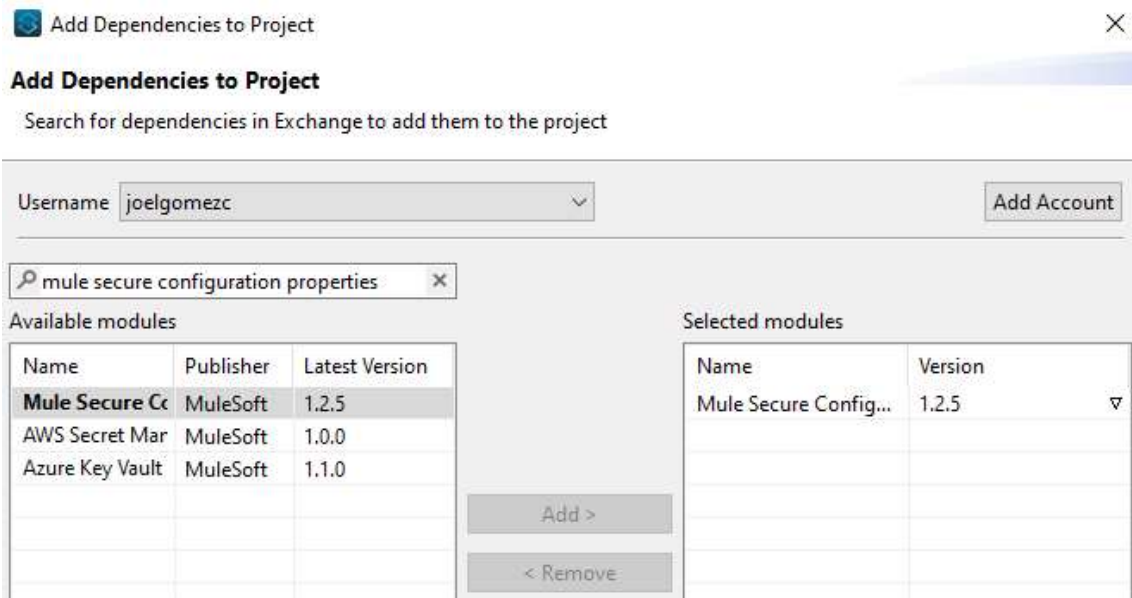 Add Dependencies to Project
Add Dependencies to Project
Search for dependencies in Exchange to add them to the project
Username joelgomezc Add Account
mule secure configuration properties
Available modules Selected modules
Name Publisher Latest Version Name Version
Mule Secure Cc MuleSoft 1.2.5 Mule Secure Config... 1.2.5
AWS Secret Mar MuleSoft 1.0.0
Azure Key Vault MuleSoft 1.1.0
Add >
< Remove